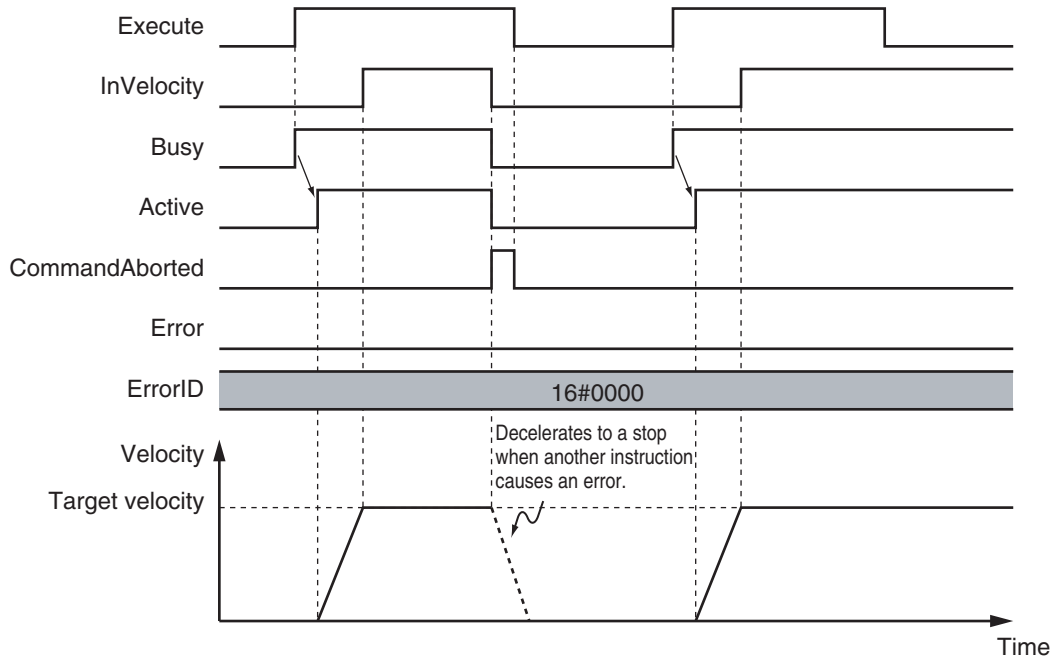 Execute
InVelocity
Busy
Active
CommandAborted
Error
ErrorID
16#0000
Decelerates to a stop
when another instruction
causes an error.
Velocity
Target velocity
Time